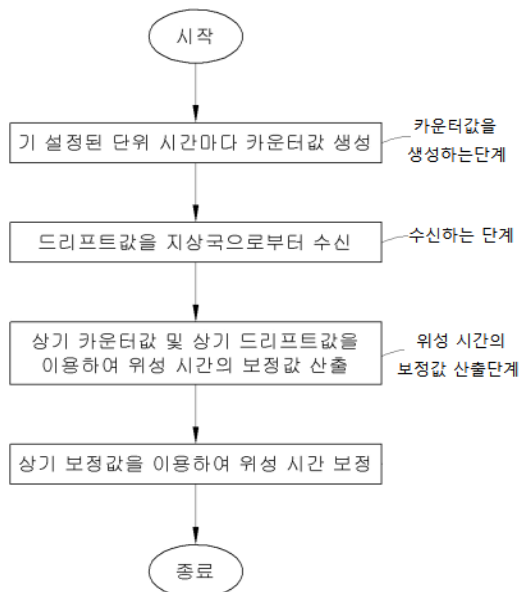 시작
기 설정된 단위 시간마다 카운터값 생성
카운터값을
생성하는단계
드리프트값을 지상국으로부터 수신
수신하는 단계
상기 카운터값 및 상기 드리프트값을
이용하여 위성 시간의 보정값 산출
위성 시간의
보정값 산출단계
상기 보정값을 이용하여 위성 시간 보정
종료